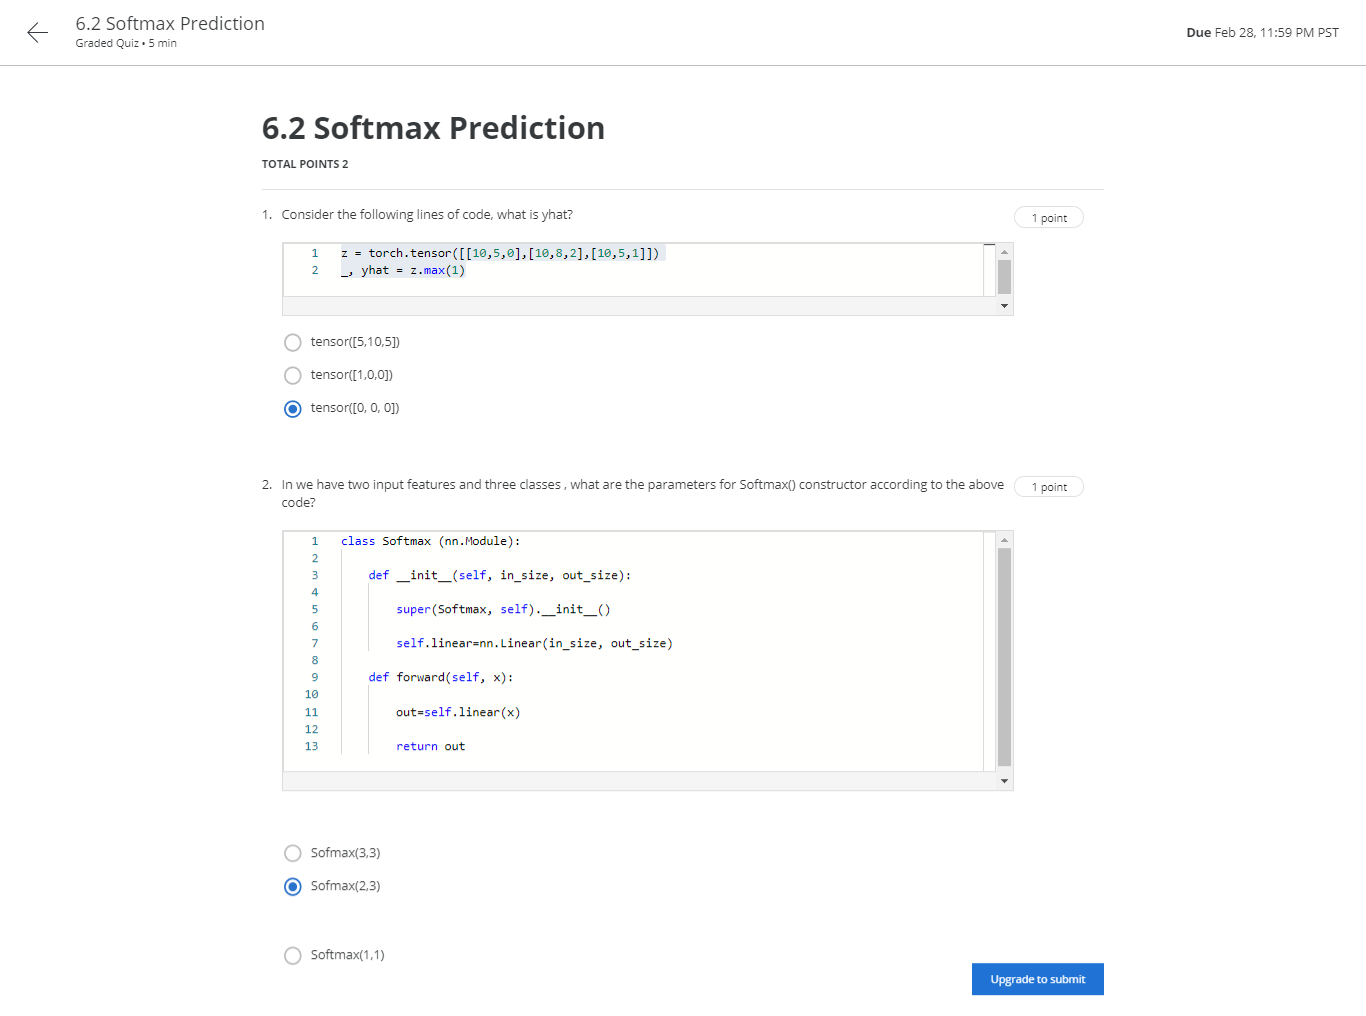 6.2 Softmax Prediction
Graded Quiz • 5 min
Due Feb 28, 11:59 PM PST
6.2 Softmax Prediction
TOTAL POINTS 2
1. Consider the following lines of code, what is yhat?
1 point
1 z = torch.tensor([[10,5,0],[10,8,2],[10,5,1]])
2 _, yhat = z.max(1)
tensor([5,10,5])
tensor([1,0,0])
tensor([0, 0, 0])
2. In we have two input features and three classes , what are the parameters for Softmax() constructor according to the above
code?
1 point
1 class Softmax (nn.Module):
2
3 def __init__(self, in_size, out_size):
4
5 super(Softmax, self).__init__()
6
7 self.linear=nn.Linear(in_size, out_size)
8
9 def forward(self, x):
10
11 out=self.linear(x)
12
13 return out
Sofmax(3,3)
Sofmax(2,3)
Softmax(1,1)
Upgrade to submit